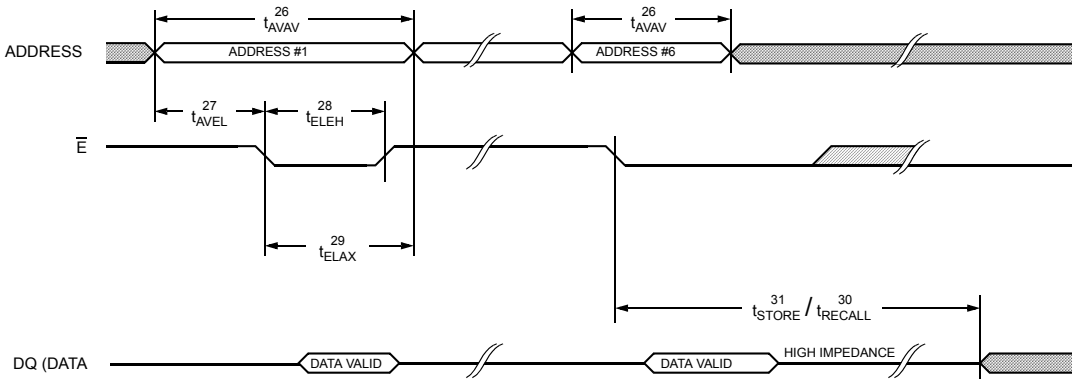 26
tAVAV
26
tAVAV
ADDRESS
ADDRESS #1
ADDRESS #6
27
tAVEL
28
tELEH
E
29
tELAX
31
tSTORE / 30
tRECALL
DQ (DATA
DATA VALID
DATA VALID
HIGH IMPEDANCE